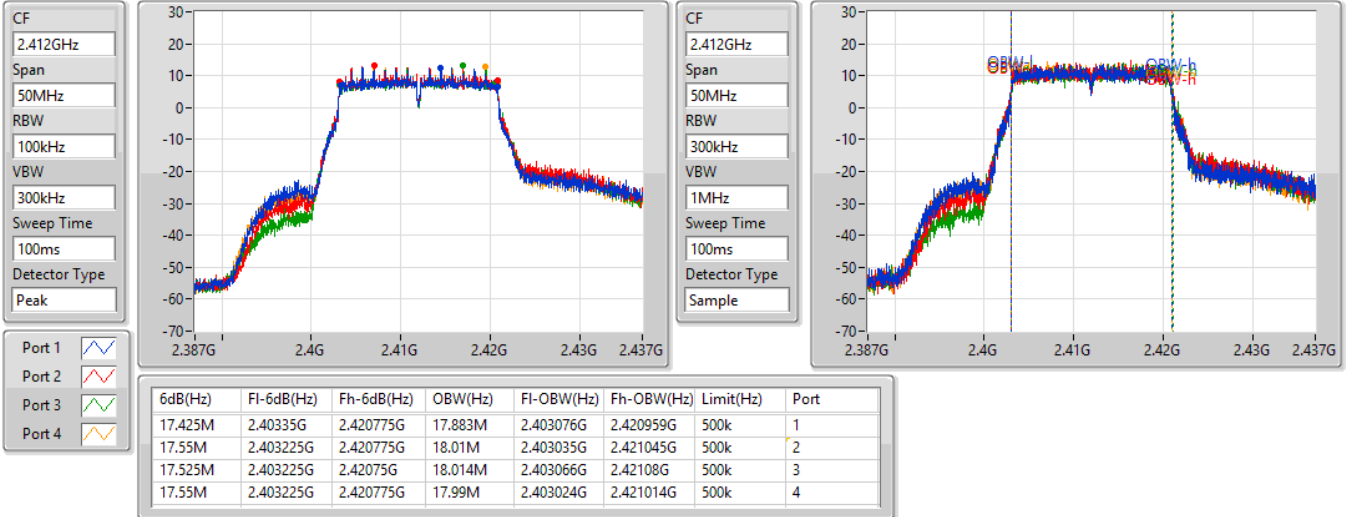 CF
2.412GHz
Span
50MHz
RBW
100kHz
VBW
300kHz
Sweep Time
100ms
Detector Type
Peak
Port 1
Port 2
Port 3
Port 4
30
20
10
0
-10
-20
-30
-40
-50
-60
-70
2.387G 2.4G 2.41G 2.42G 2.43G 2.437G
CF
2.412GHz
Span
50MHz
RBW
300kHz
VBW
1MHz
Sweep Time
100ms
Detector Type
Sample
30
20
10
0
-10
-20
-30
-40
-50
-60
-70
OBW-l OBW-h
OBW-h
2.387G 2.4G 2.41G 2.42G 2.43G 2.437G
6dB(Hz) Fl-6dB(Hz) Fh-6dB(Hz) OBW(Hz) Fl-OBW(Hz) Fh-OBW(Hz) Limit(Hz) Port
17.425M 2.40335G 2.420775G 17.883M 2.403076G 2.420959G 500k 1
17.55M 2.403225G 2.420775G 18.01M 2.403035G 2.421045G 500k 2
17.525M 2.403225G 2.42075G 18.014M 2.403066G 2.42108G 500k 3
17.55M 2.403225G 2.420775G 17.99M 2.403024G 2.421014G 500k 4